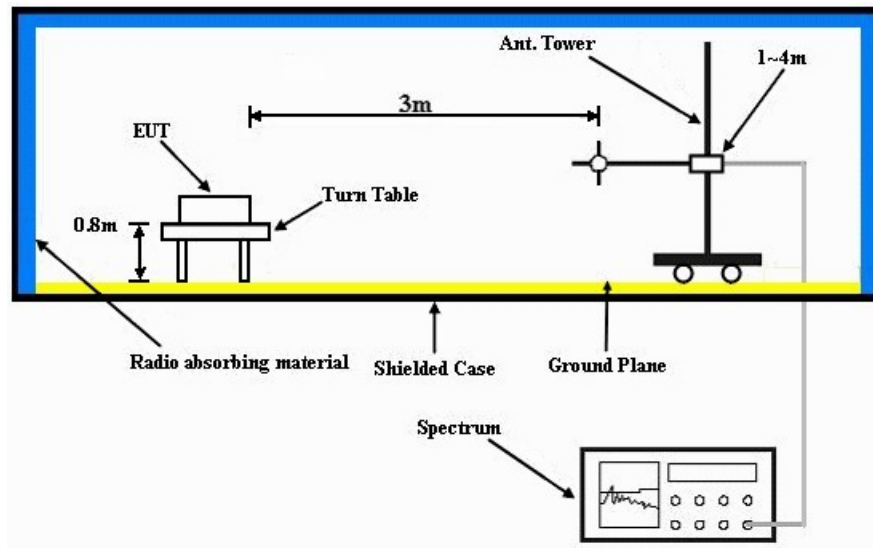 Ant. Tower
1~4m
3m
EUT
Turn Table
0.8m
Radio absorbing material
Shielded Case
Ground Plane
Spectrum